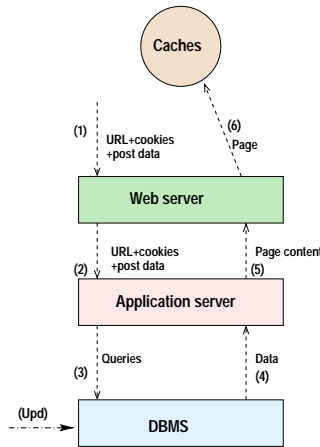 Caches
(1)
URL+cookies
+post data
(6)
Page
Web server
(2)
URL+cookies
+post data
Page content
(5)
Application server
(3)
Queries
Data
(4)
(Upd)
DBMS